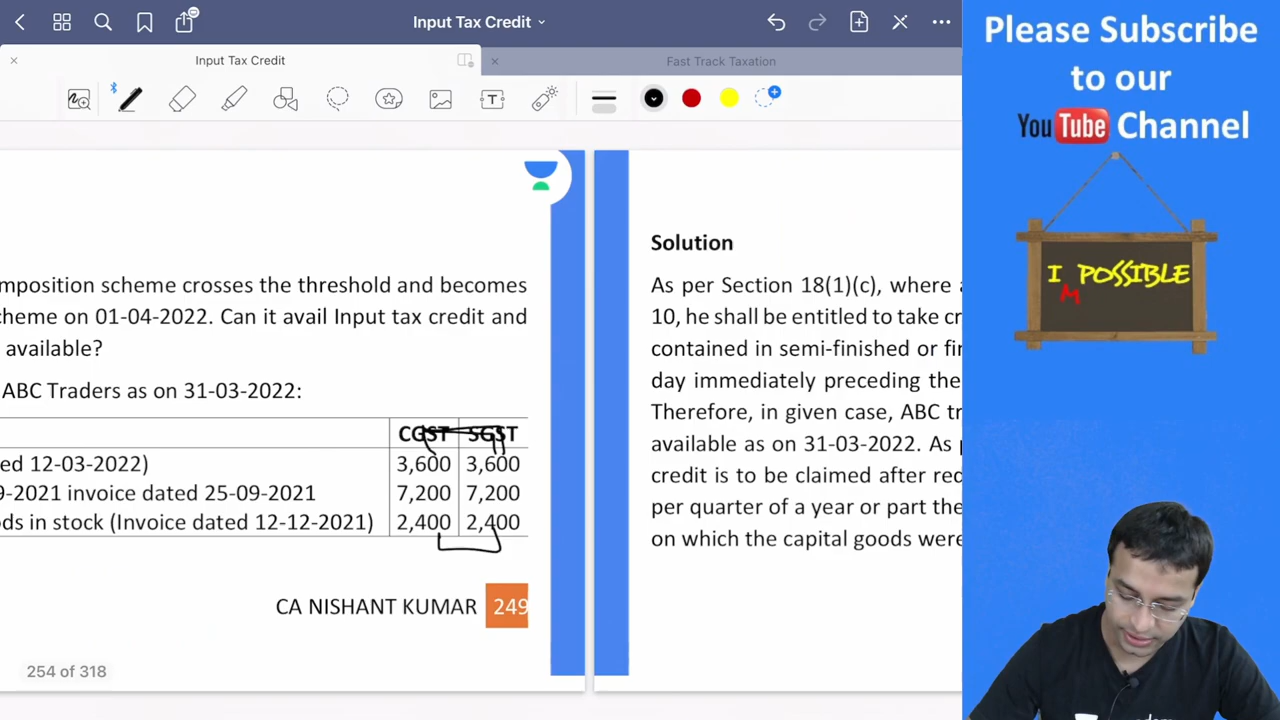 Input Tax Credit
Input Tax Credit
Fast Track Taxation
T
mposition scheme crosses the threshold and becomes
cheme on 01-04-2022. Can it avail Input tax credit and
available?
ABC Traders as on 31-03-2022:
CGST SGST
ed 12-03-2022) 3,600 3,600
9-2021 invoice dated 25-09-2021 7,200 7,200
ods in stock (Invoice dated 12-12-2021) 2,400 2,400
CA NISHANT KUMAR 249
254 of 318
Solution
As per Section 18(1)(c), where
10, he shall be entitled to take cr
contained in semi-finished or fir
day immediately preceding the
Therefore, in given case, ABC tr
available as on 31-03-2022. As
credit is to be claimed after red
per quarter of a year or part the
on which the capital goods were
Please Subscribe
to our
YouTube Channel
I POSSIBLE
M